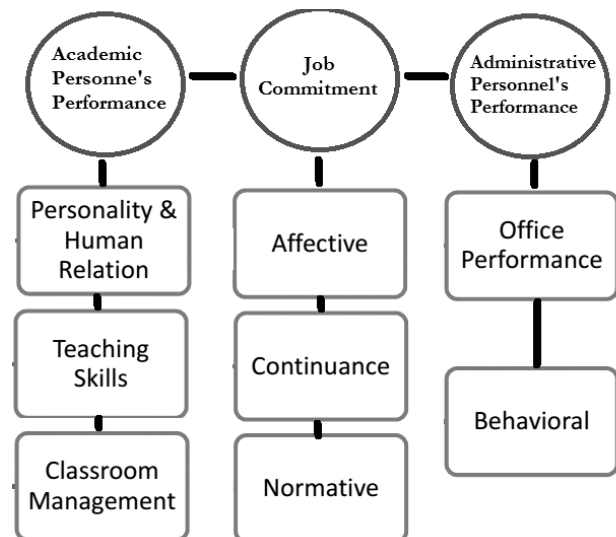 Academic
Personne's
Performance
Job
Commitment
Administrative
Personnel's
Performance
Personality &
Human
Relation
Teaching
Skills
Classroom
Management
Affective
Continuance
Normative
Office
Performance
Behavioral